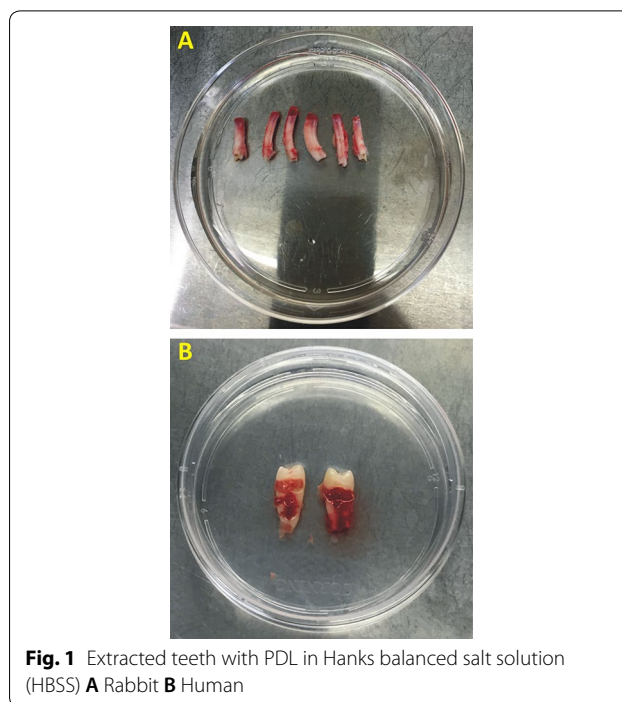 A
B
Fig. 1 Extracted teeth with PDL in Hanks balanced salt solution
(HBSS) A Rabbit B Human